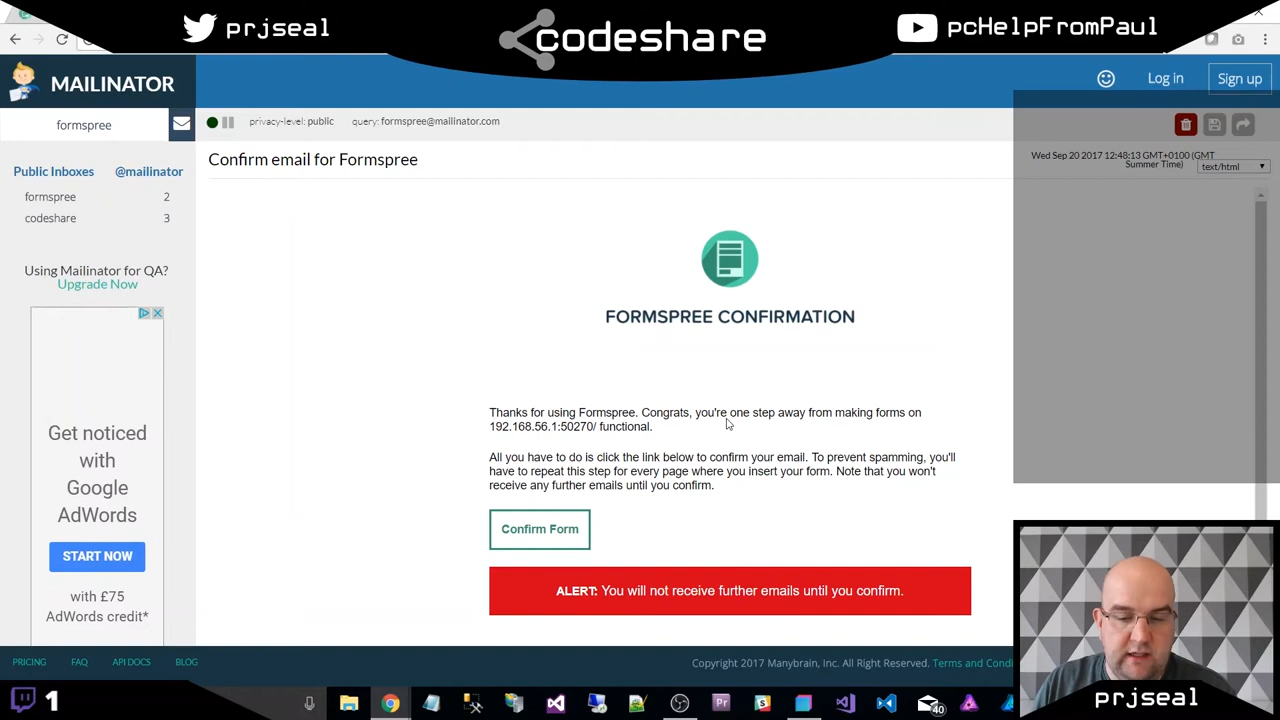 prjseal
codeshare
pcHelpFromPaul
MAILINATOR
Log in
Sign up
formspree
privacy-level: public
query: formspree@mailinator.com
Confirm email for Formspree
Wed Sep 20 2017 12:48:13 GMT+0100 (GMT
Summer Time)
text/html
Public Inboxes
@mailinator
formspree 2
codeshare 3
Using Mailinator for QA?
Upgrade Now
Get noticed
with
Google
AdWords
START NOW
with £75
AdWords credit*
FORMSPREE CONFIRMATION
Thanks for using Formspree. Congrats, you're one step away from making forms on
192.168.56.1:50270/ functional.
All you have to do is click the link below to confirm your email. To prevent spamming, you'll
have to repeat this step for every page where you insert your form. Note that you won't
receive any further emails until you confirm.
Confirm Form
ALERT: You will not receive further emails until you confirm.
PRICING FAQ API DOCS BLOG
Copyright 2017 Manybrain, Inc. All Right Reserved. Terms and Condi
1
Pr
40
prjseal